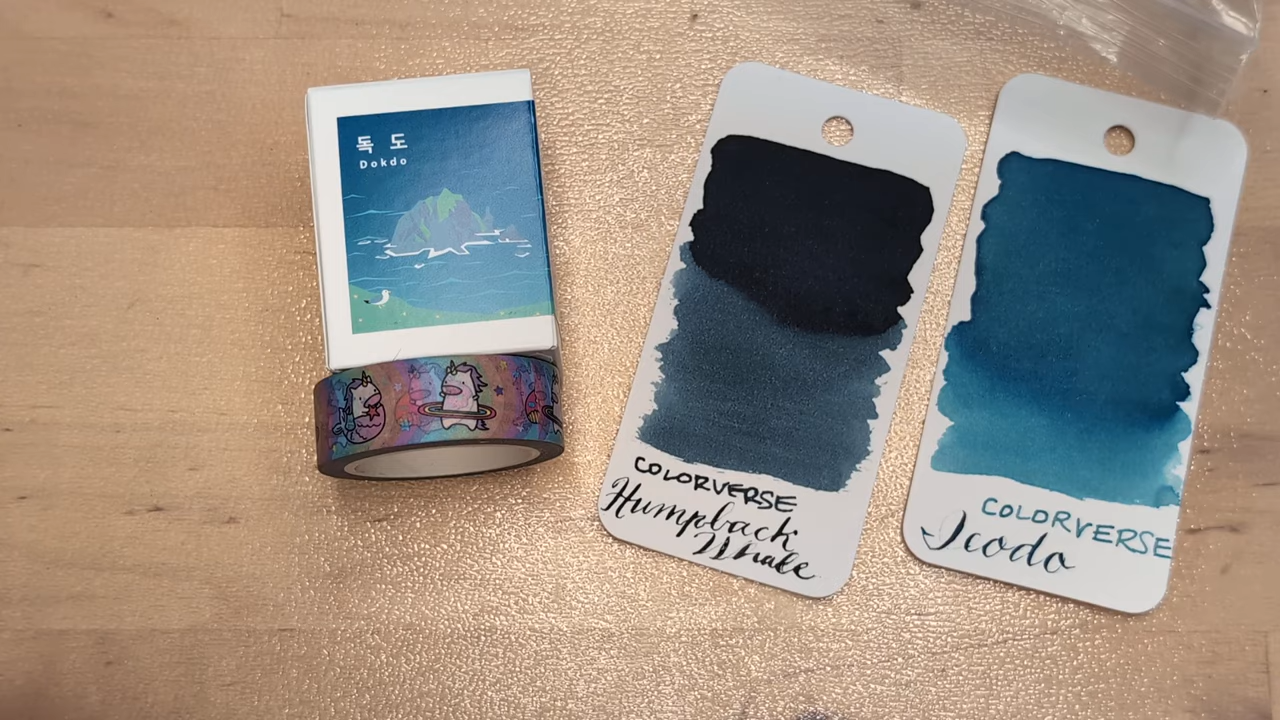 독 도
Dokdo
COLORVERSE
Humpback
Whale
COLORVERSE
Icodo